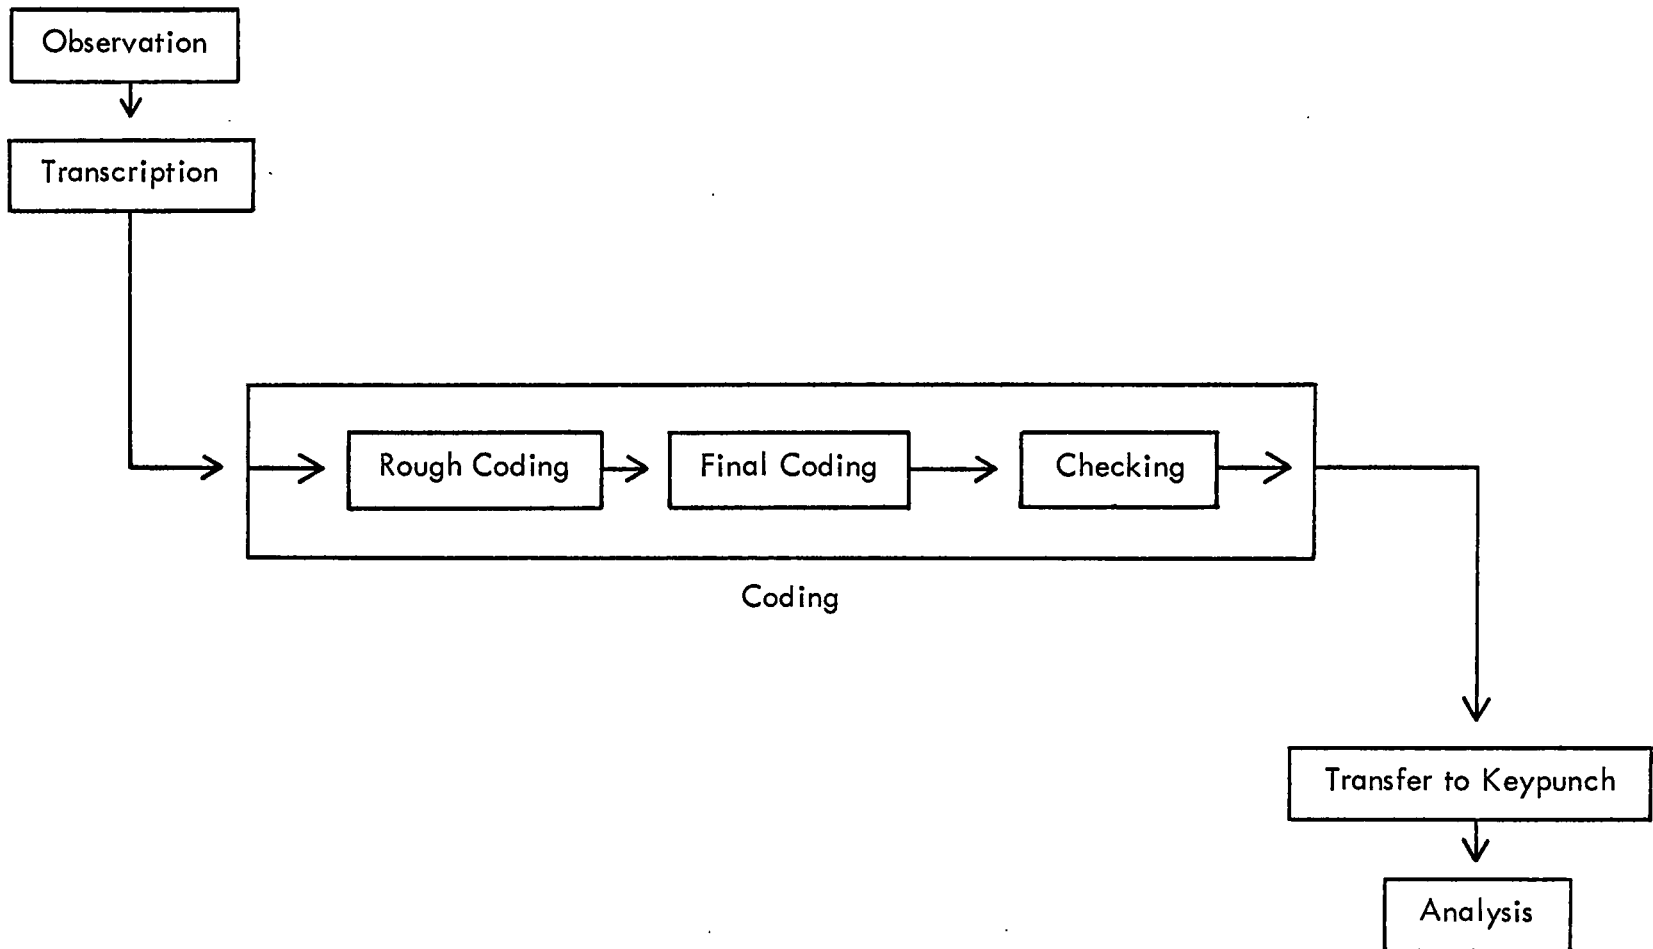 Observation
Transcription
Rough Coding
Final Coding
Checking
Coding
Transfer to Keypunch
Analysis